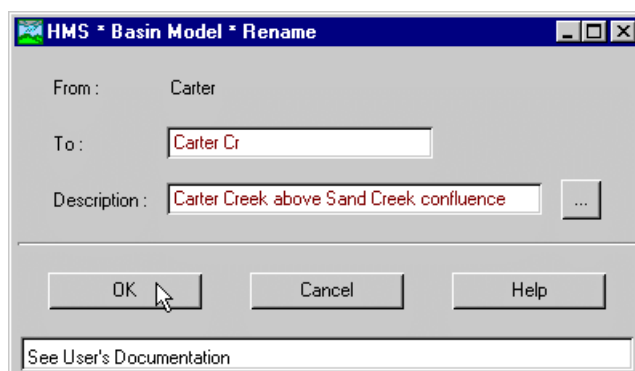 HMS * Basin Model * Rename
From : Carter
To : Carter Cr
Description : Carter Creek above Sand Creek confluence ...
OK Cancel Help
See User's Documentation